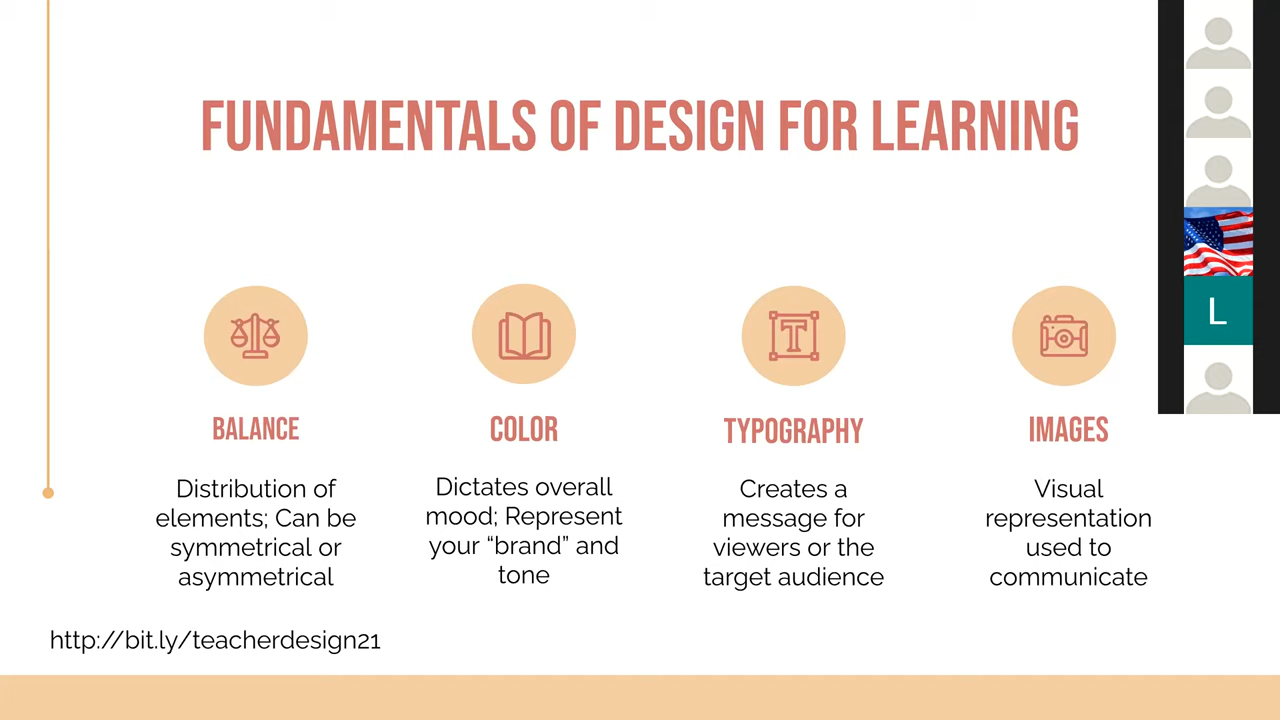 FUNDAMENTALS OF DESIGN FOR LEARNING
L
T
BALANCE
Distribution of
elements; Can be
symmetrical or
asymmetrical
COLOR
Dictates overall
mood; Represent
your “brand” and
tone
TYPOGRAPHY
Creates a
message for
viewers or the
target audience
IMAGES
Visual
representation
used to
communicate
http://bit.ly/teacherdesign21